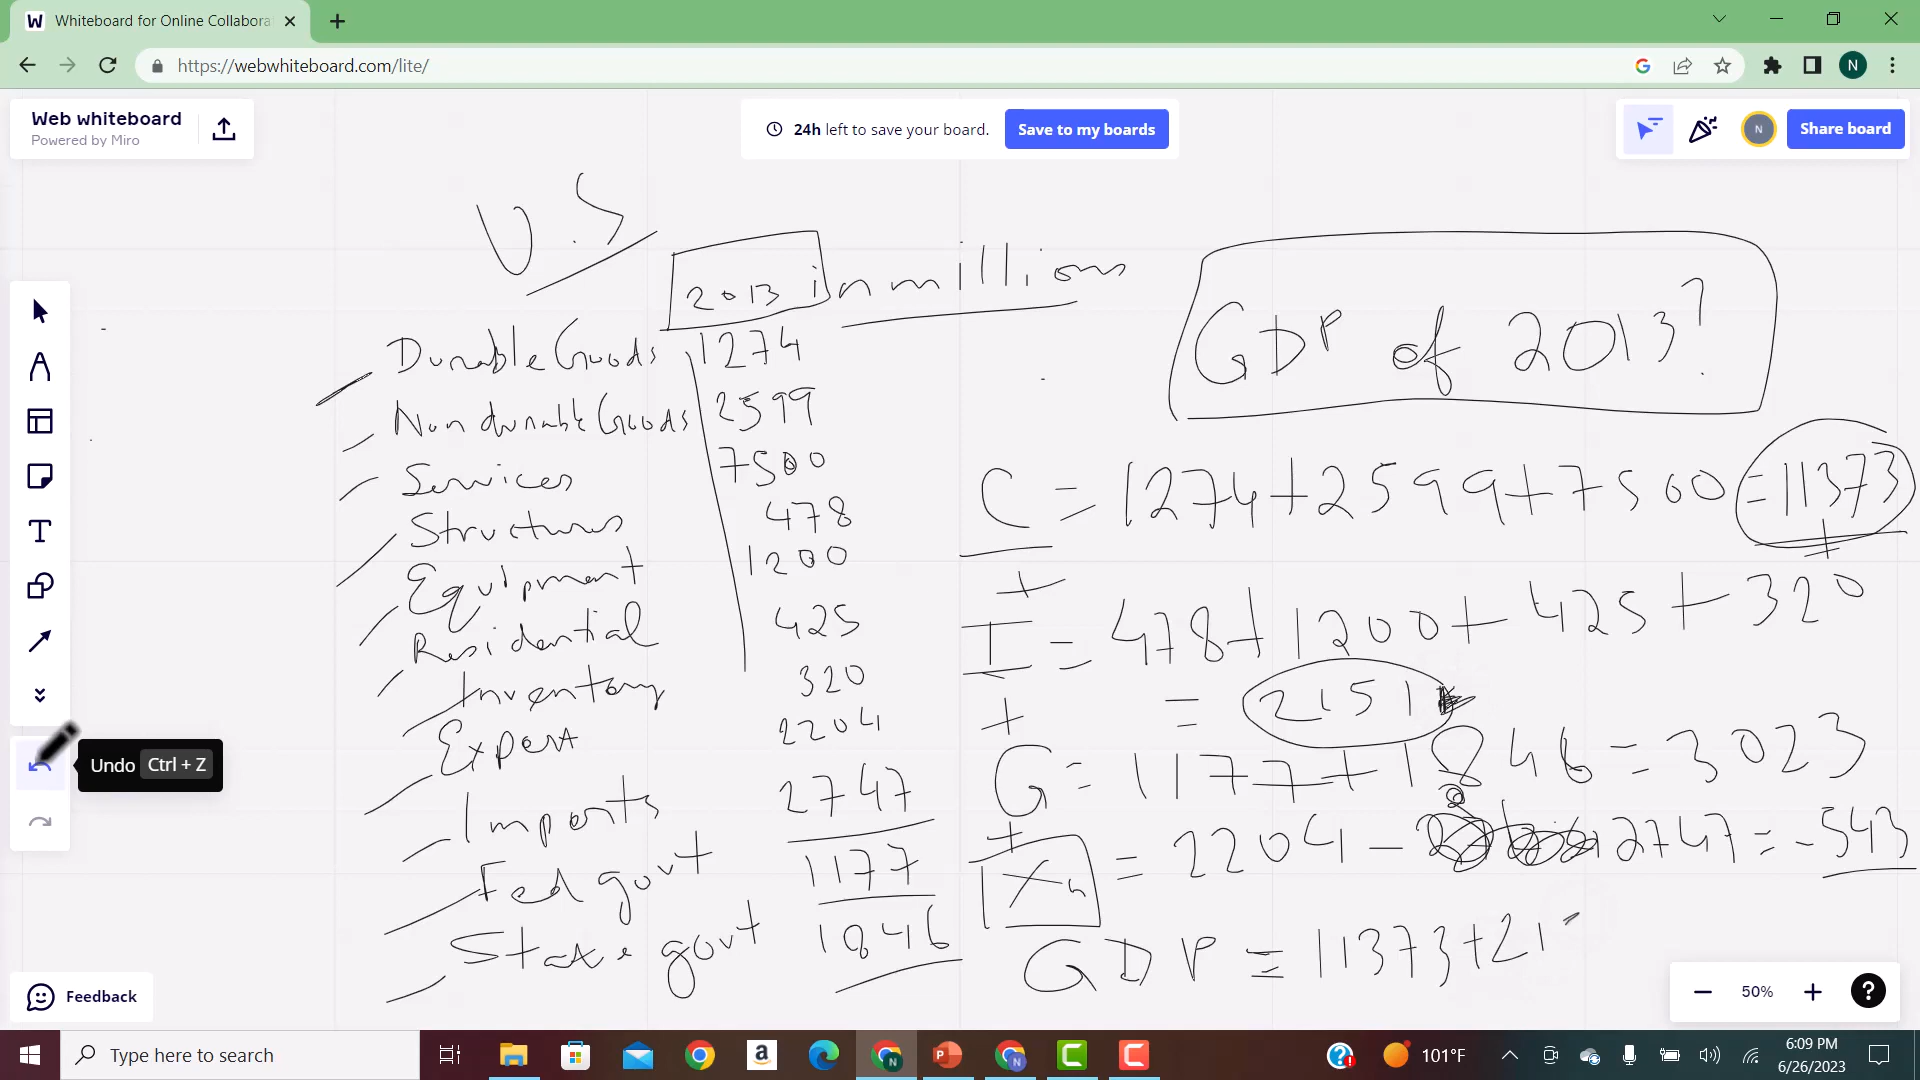 Whiteboard for Online Collabora
https://webwhiteboard.com/lite/
N
Web whiteboard
Powered by Miro
24h left to save your board.
Save to my boards
N
Share board
U.S
2013 in millions
GDP of 2013?
Durable Goods 1274
Non durable Goods 2599
Services 7500
Structures 478
Equipment 1200
Residential 425
Inventory 320
Export 2204
Imports 2747
Fed govt 1177
State govt 1846
C = 1274+2599+7500 = 11373
+
+
I = 478+1200+425+320
= 2151
+
G = 1177+1846 = 3023
+
Xn = 2204 - 2747 = -543
GDP = 11373+21
Undo Ctrl + Z
Feedback
50%
Type here to search
101°F
6:09 PM
6/26/2023